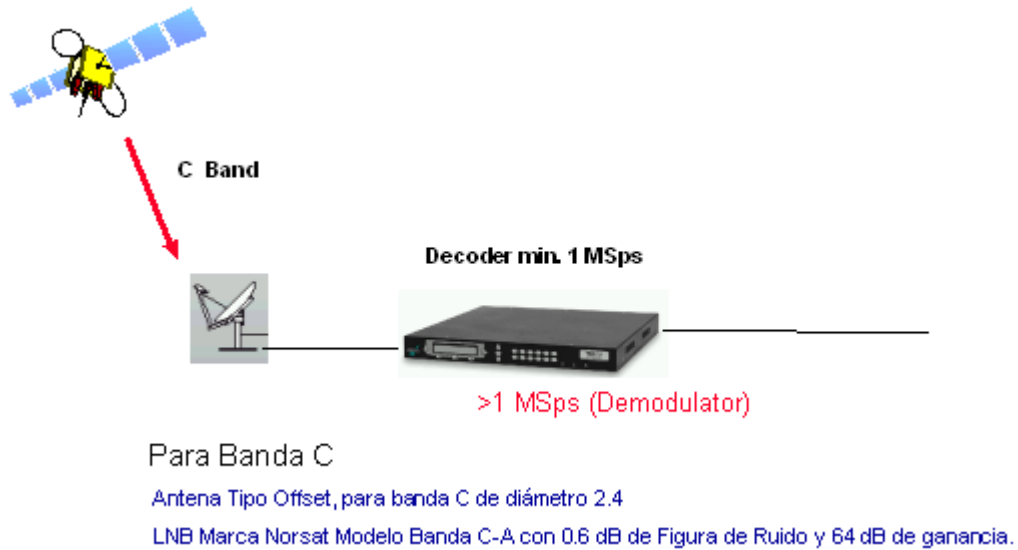 C Band
Decoder min. 1 MSps
>1 MSps (Demodulator)
Para Banda C
Antena Tipo Offset, para banda C de diámetro 2.4
LNB Marca Norsat Modelo Banda C-A con 0.6 dB de Figura de Ruido y 64 dB de ganancia.